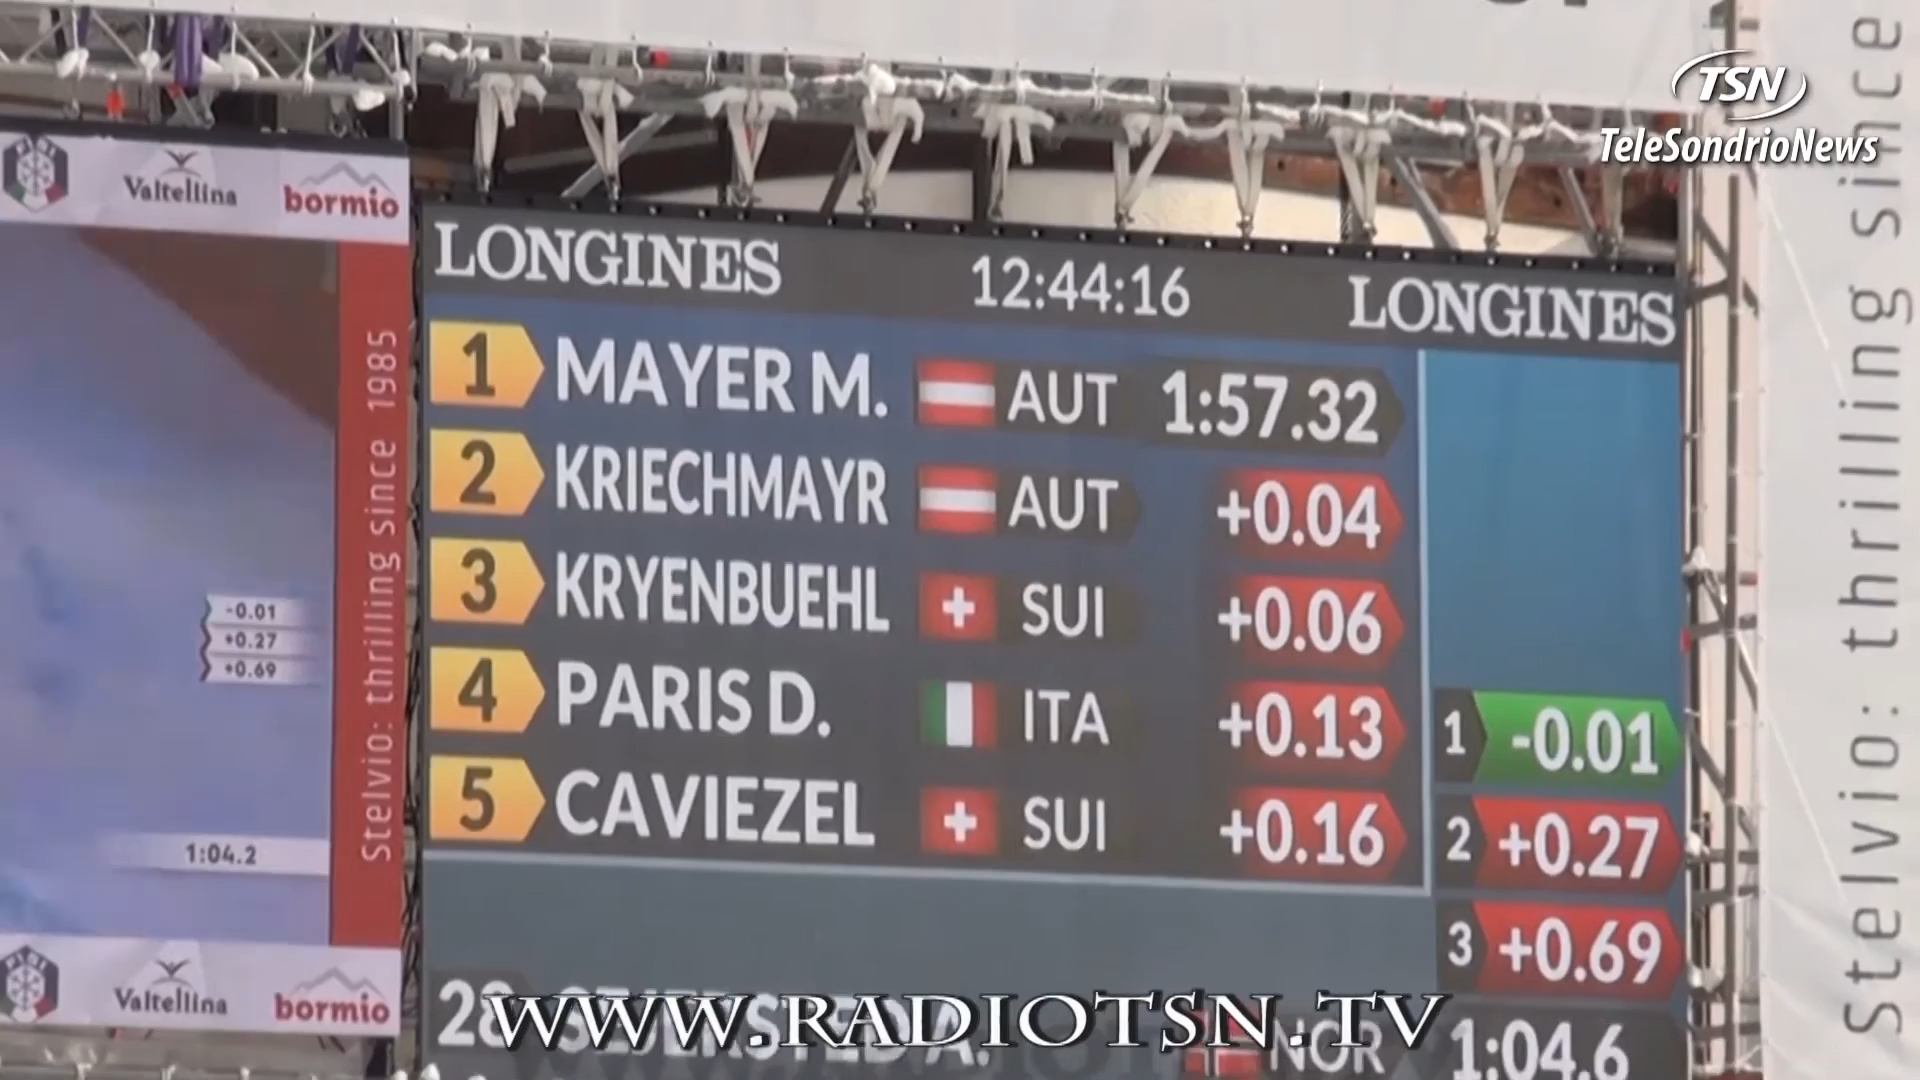 TSN
TeleSondrioNews
Valtellina
bormio
LONGINES 12:44:16 LONGINES
1 MAYER M. AUT 1:57.32
2 KRIECHMAYR AUT +0.04
3 KRYENBUEHL SUI +0.06
4 PARIS D. ITA +0.13
5 CAVIEZEL SUI +0.16
1 -0.01
2 +0.27
3 +0.69
28 A. NOR 1:04.6
-0.01
+0.27
+0.69
1:04.2
Stelvio: thrilling since 1985
Valtellina
bormio
Stelvio: thrilling since
WWW.RADIOTSN.TV